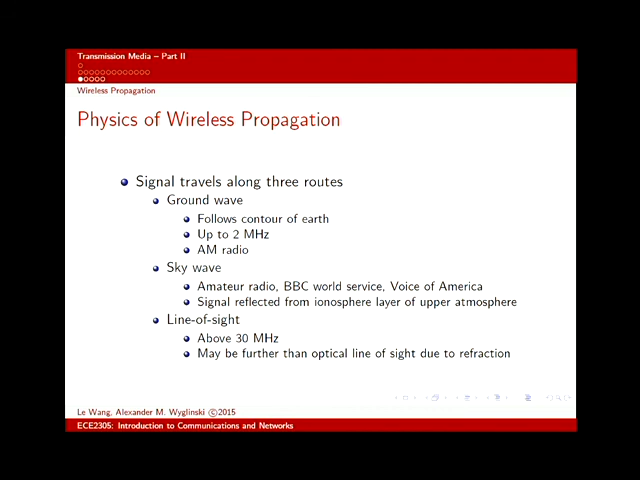 Transmission Media – Part II
Wireless Propagation
Physics of Wireless Propagation
Signal travels along three routes
Ground wave
Follows contour of earth
Up to 2 MHz
AM radio
Sky wave
Amateur radio, BBC world service, Voice of America
Signal reflected from ionosphere layer of upper atmosphere
Line-of-sight
Above 30 MHz
May be further than optical line of sight due to refraction
Le Wang, Alexander M. Wyglinski ©2015
ECE2305: Introduction to Communications and Networks